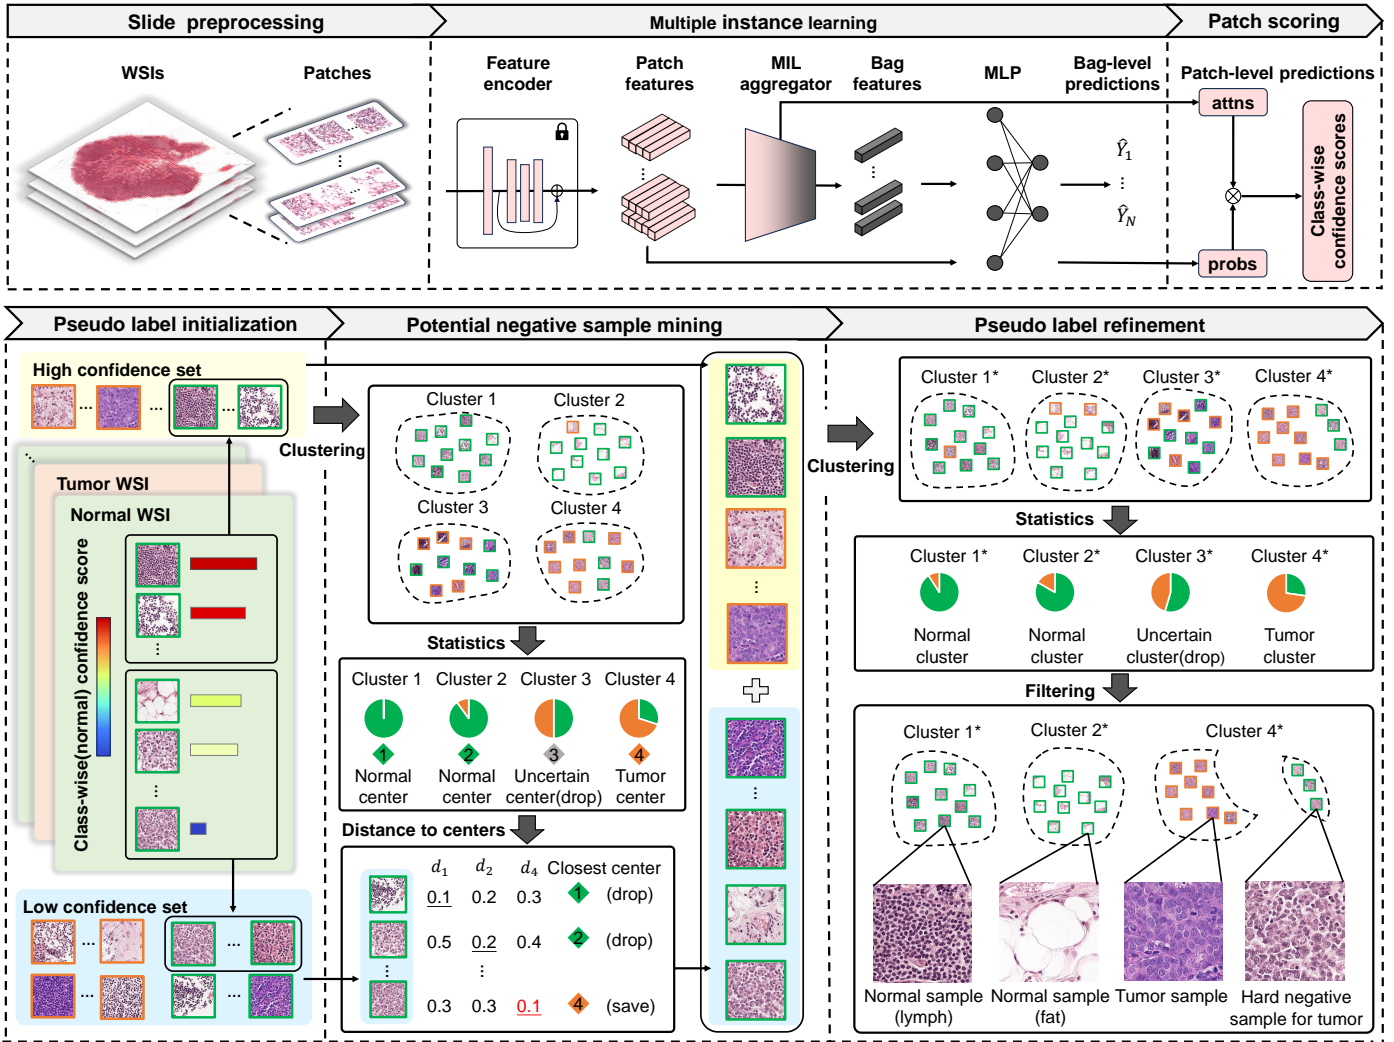 Slide preprocessing
Multiple instance learning
Patch scoring
WSIs
Patches
Feature
encoder
Patch
features
MIL
aggregator
Bag
features
MLP
Bag-level
predictions
Patch-level predictions
attns
Ŷ₁
⋮
Ŷ_N
probs
Class-wise
confidence scores
Pseudo label initialization
Potential negative sample mining
Pseudo label refinement
High confidence set
... ... ...
Tumor WSI
Normal WSI
Class-wise(normal) confidence score
Low confidence set
... ...
... ...
Clustering
Cluster 1
Cluster 2
Cluster 3
Cluster 4
Statistics
Cluster 1 Cluster 2 Cluster 3 Cluster 4
1 2 3 4
Normal
center
Normal
center
Uncertain
center(drop)
Tumor
center
Distance to centers
d₁ d₂ d₄ Closest center
0.1 0.2 0.3 1 (drop)
0.5 0.2 0.4 2 (drop)
⋮
0.3 0.3 0.1 4 (save)
Clustering
Cluster 1* Cluster 2* Cluster 3* Cluster 4*
Statistics
Cluster 1* Cluster 2* Cluster 3* Cluster 4*
Normal
cluster
Normal
cluster
Uncertain
cluster(drop)
Tumor
cluster
Filtering
Cluster 1* Cluster 2* Cluster 4*
Normal sample
(lymph)
Normal sample
(fat)
Tumor sample
Hard negative
sample for tumor